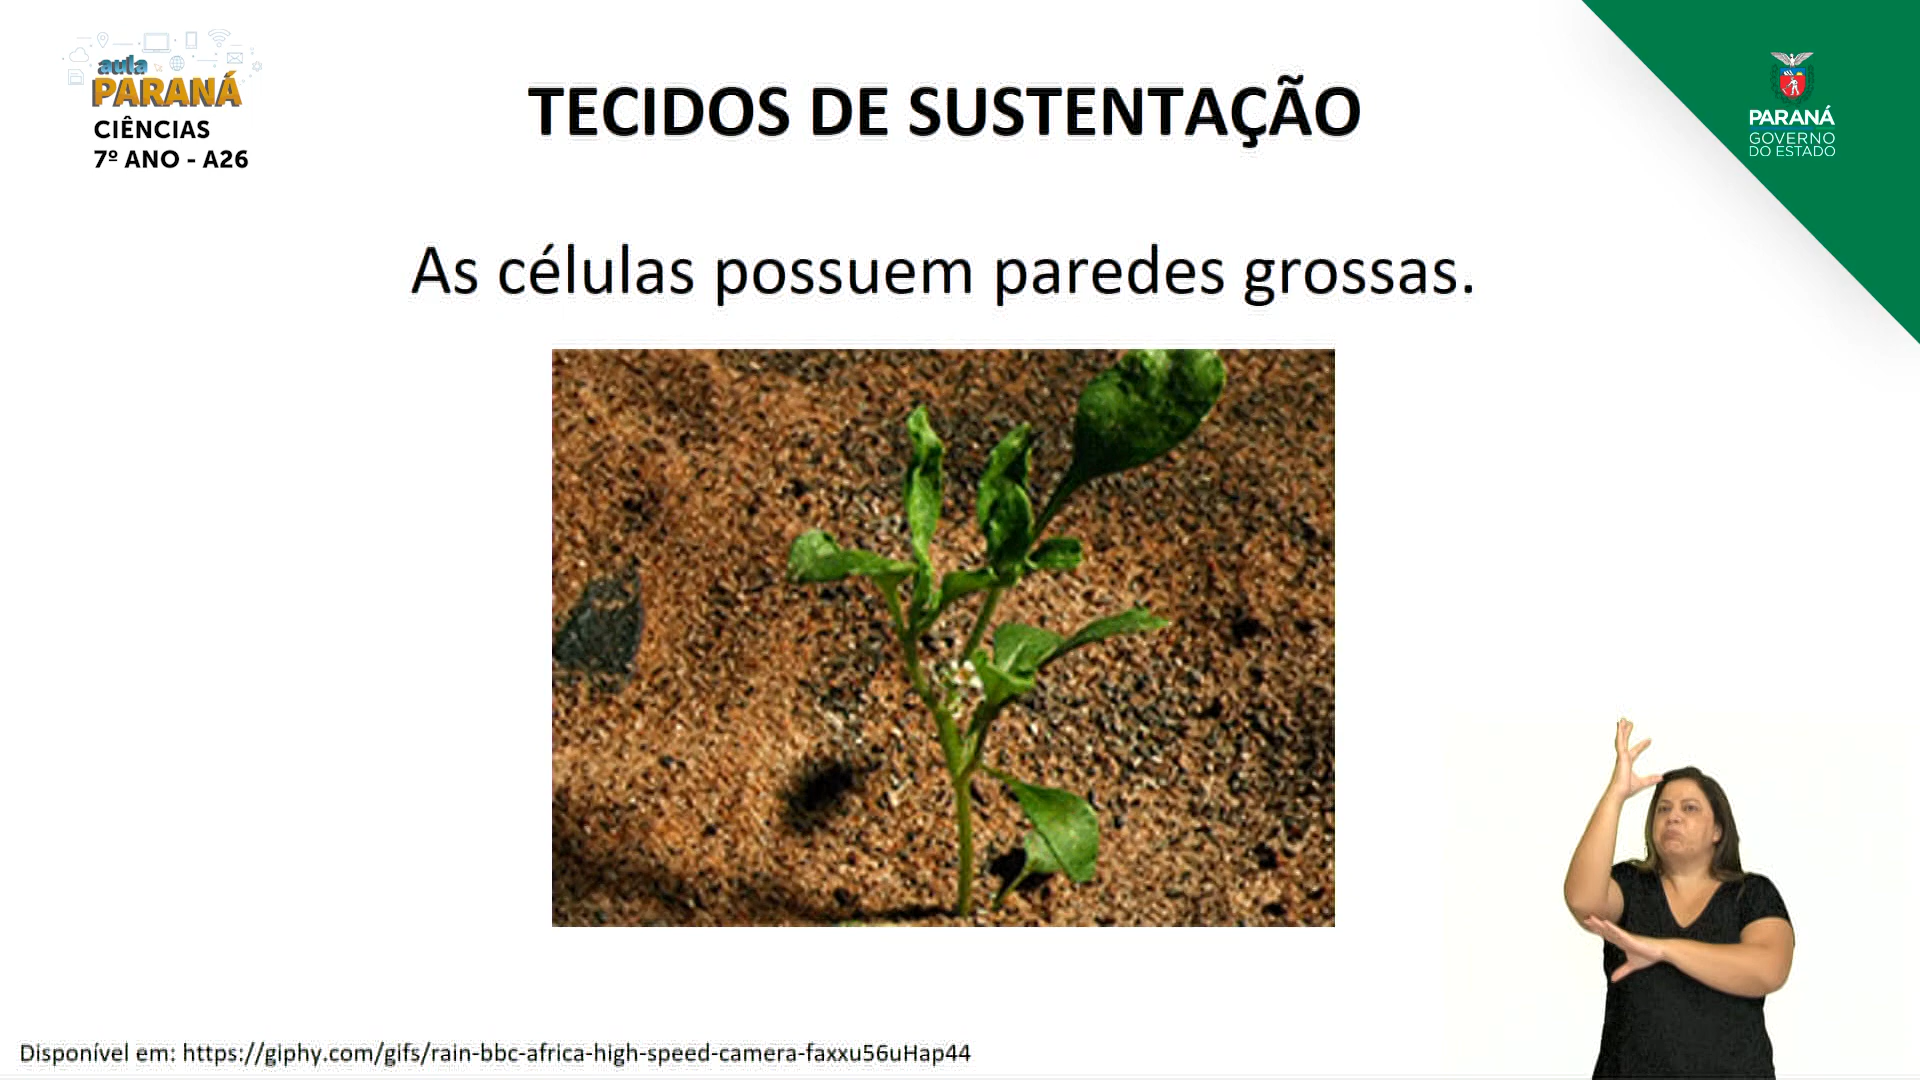 aula
PARANÁ
CIÊNCIAS
7º ANO - A26
TECIDOS DE SUSTENTAÇÃO
PARANÁ
GOVERNO
DO ESTADO
As células possuem paredes grossas.
Disponível em: https://giphy.com/gifs/rain-bbc-africa-high-speed-camera-faxxu56uHap44